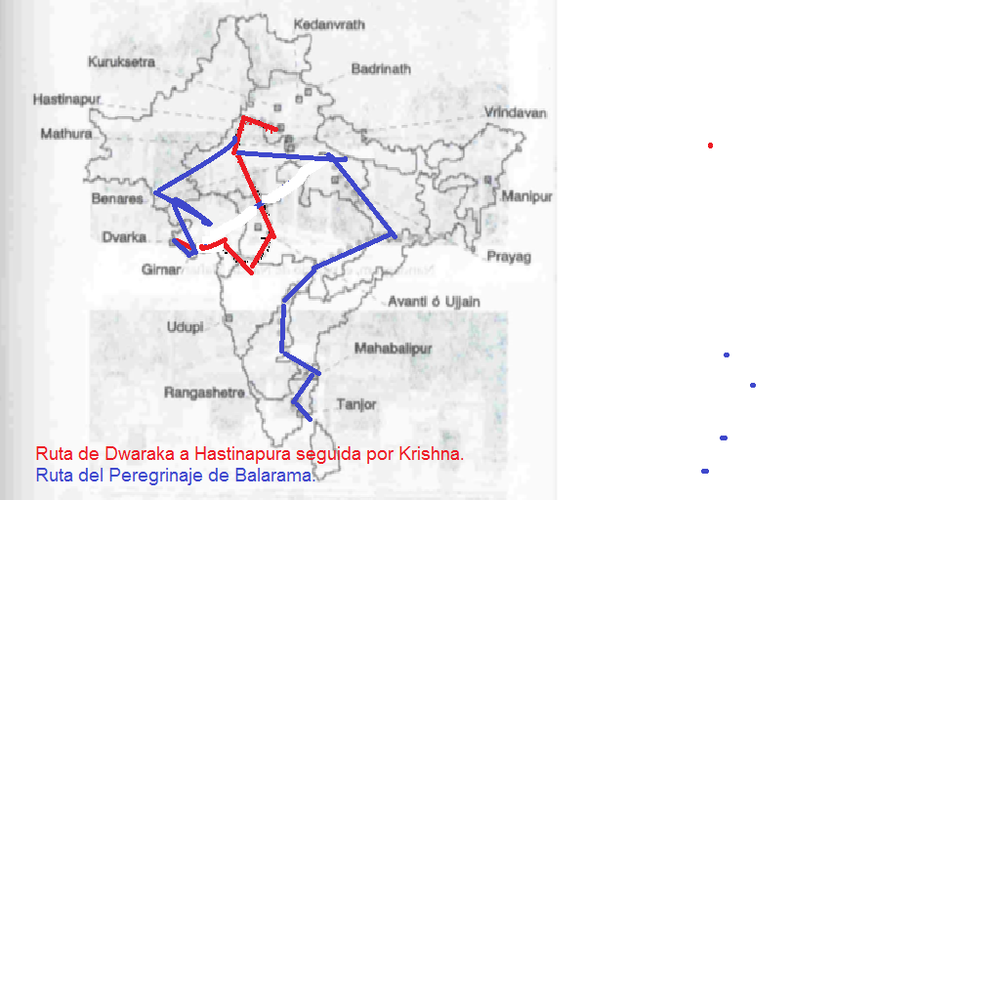 Kedanvrath
Kuruksetra
Badrinath
Hastinapur
Vrindavan
Mathura
Benares
Manipur
Dvarka
Prayag
Girnar
Avanti ó Ujjain
Udupi
Mahabalipur
Rangashetre
Tanjor
Ruta de Dwaraka a Hastinapura seguida por Krishna.
Ruta del Peregrinaje de Balarama.